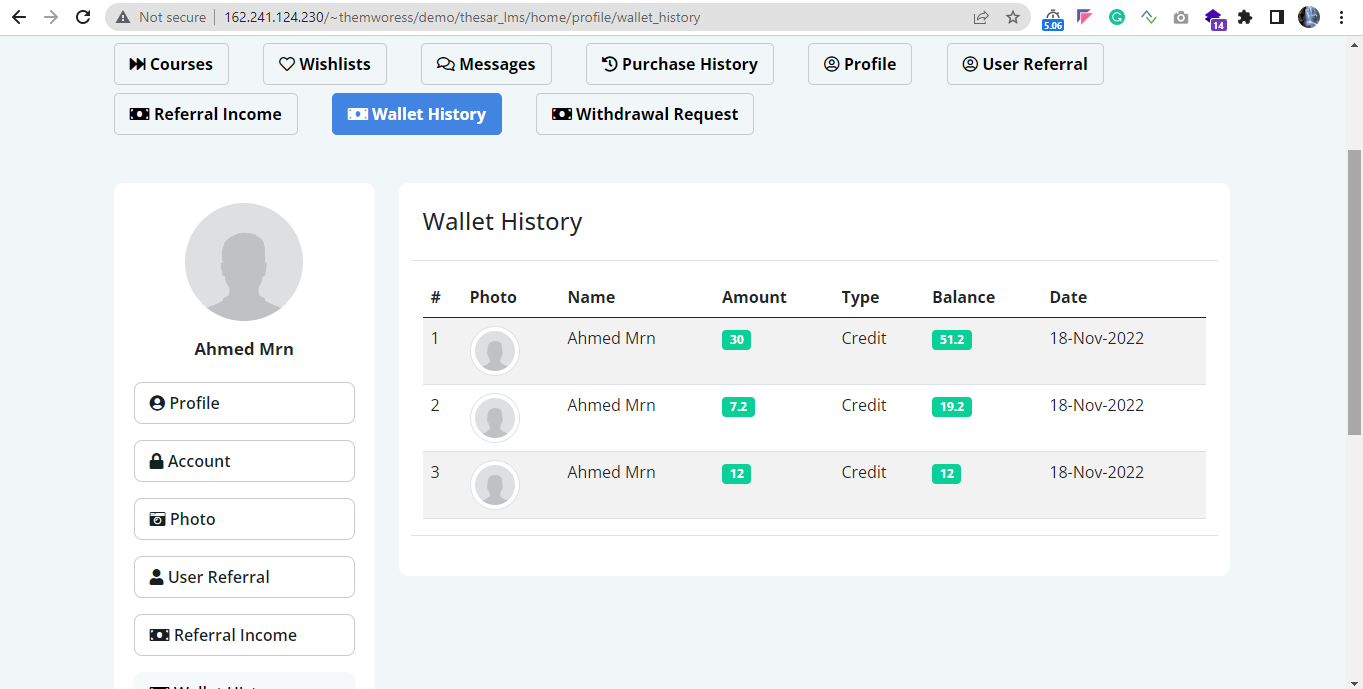 Not secure | 162.241.124.230/~themworess/demo/thesar_lms/home/profile/wallet_history
5.06
14
Courses Wishlists Messages Purchase History Profile User Referral
Referral Income Wallet History Withdrawal Request
Ahmed Mrn
Profile
Account
Photo
User Referral
Referral Income
Wallet History
# Photo Name Amount Type Balance Date
1 Ahmed Mrn 30 Credit 51.2 18-Nov-2022
2 Ahmed Mrn 7.2 Credit 19.2 18-Nov-2022
3 Ahmed Mrn 12 Credit 12 18-Nov-2022